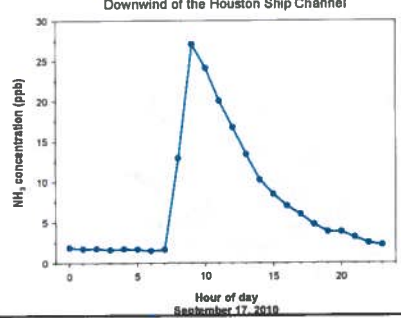 Downwind of the Houston Ship Channel
30
25
20
15
10
5
0
NH₃ concentration (ppb)
0 5 10 15 20
Hour of day
September 17, 2010